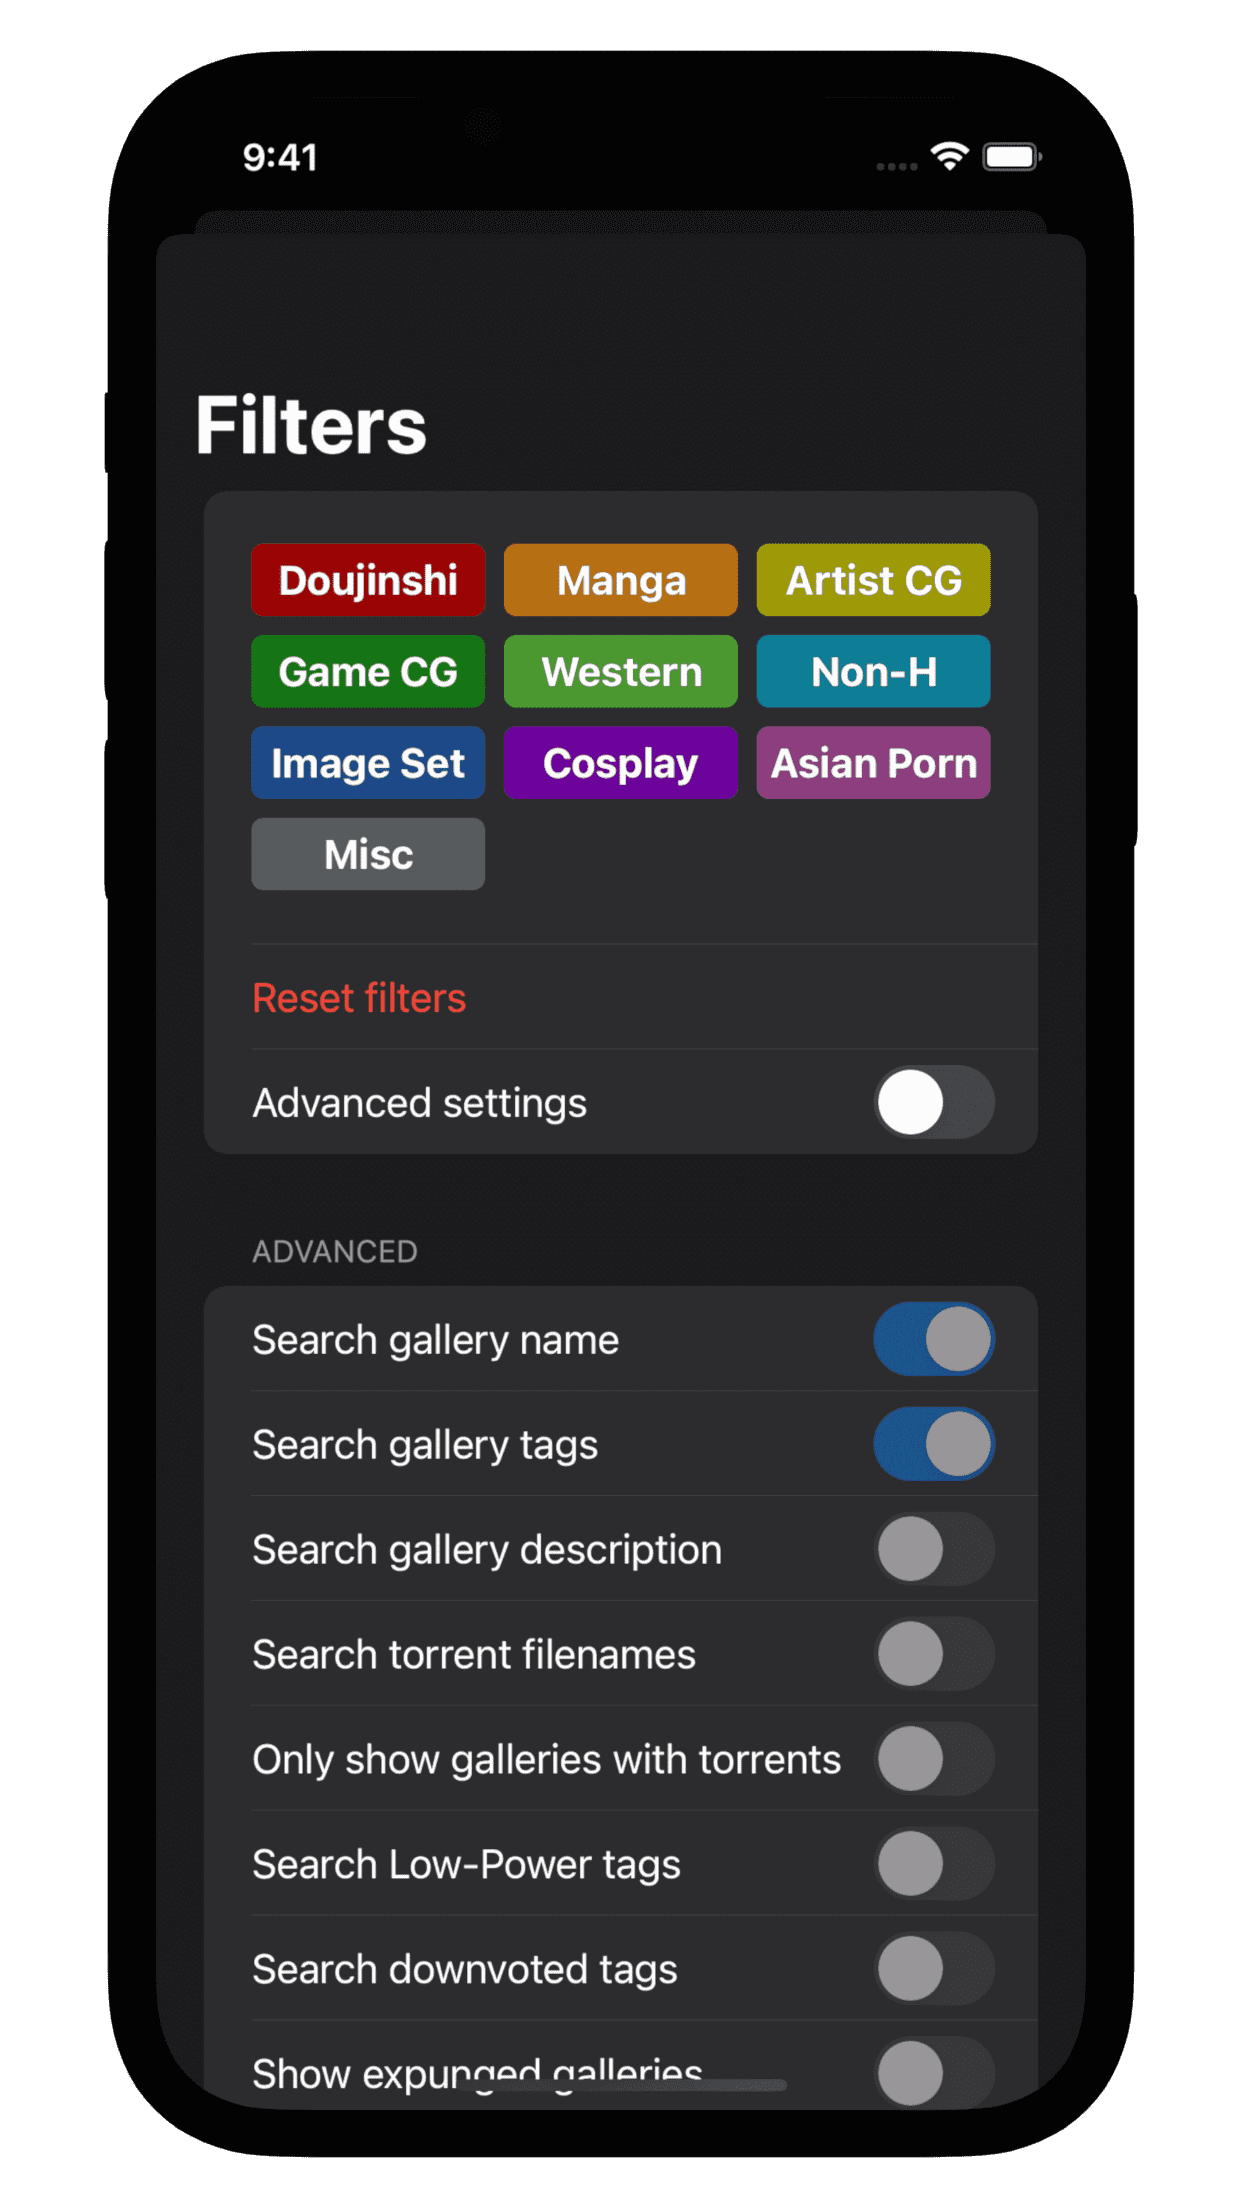 9:41
Filters
Doujinshi Manga Artist CG
Game CG Western Non-H
Image Set Cosplay Asian Porn
Misc
Reset filters
Advanced settings
ADVANCED
Search gallery name
Search gallery tags
Search gallery description
Search torrent filenames
Only show galleries with torrents
Search Low-Power tags
Search downvoted tags
Show expunged galleries